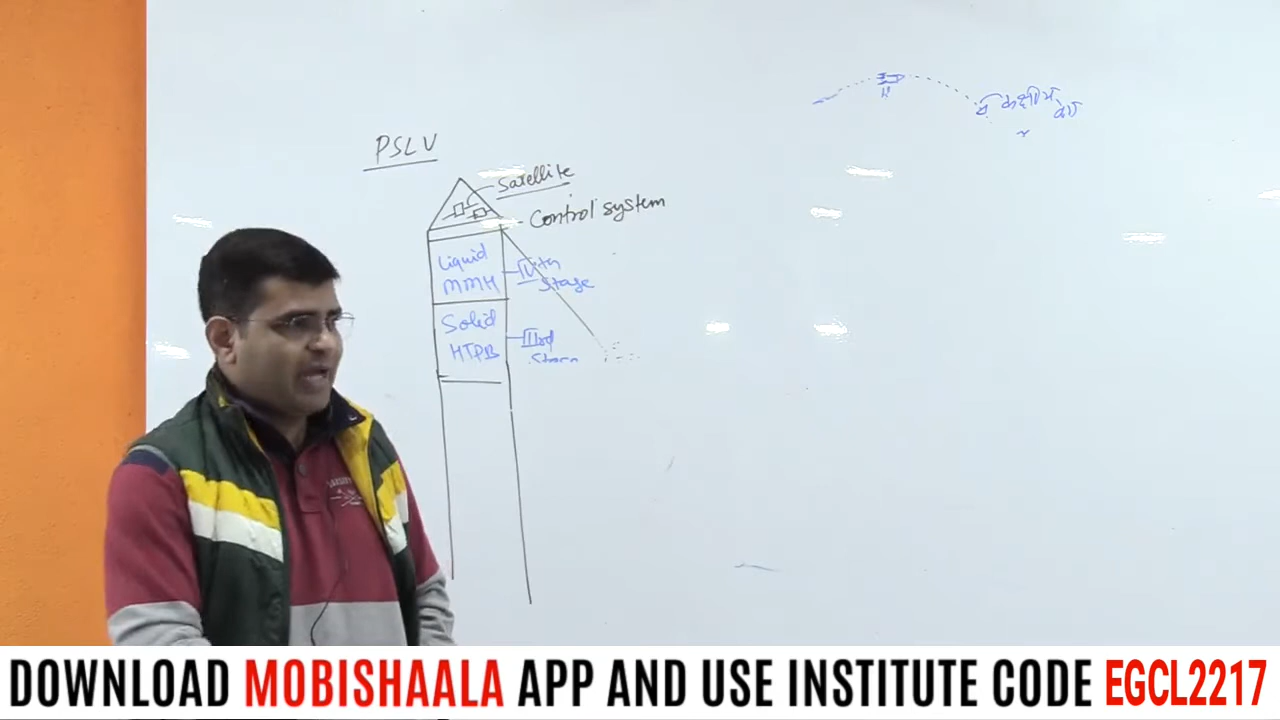 PSLV
Satellite
Control system
Liquid
MMH
IVth
Stage
Solid
HTPB
IIIrd
कक्षीय
DOWNLOAD MOBISHAALA APP AND USE INSTITUTE CODE EGCL2217